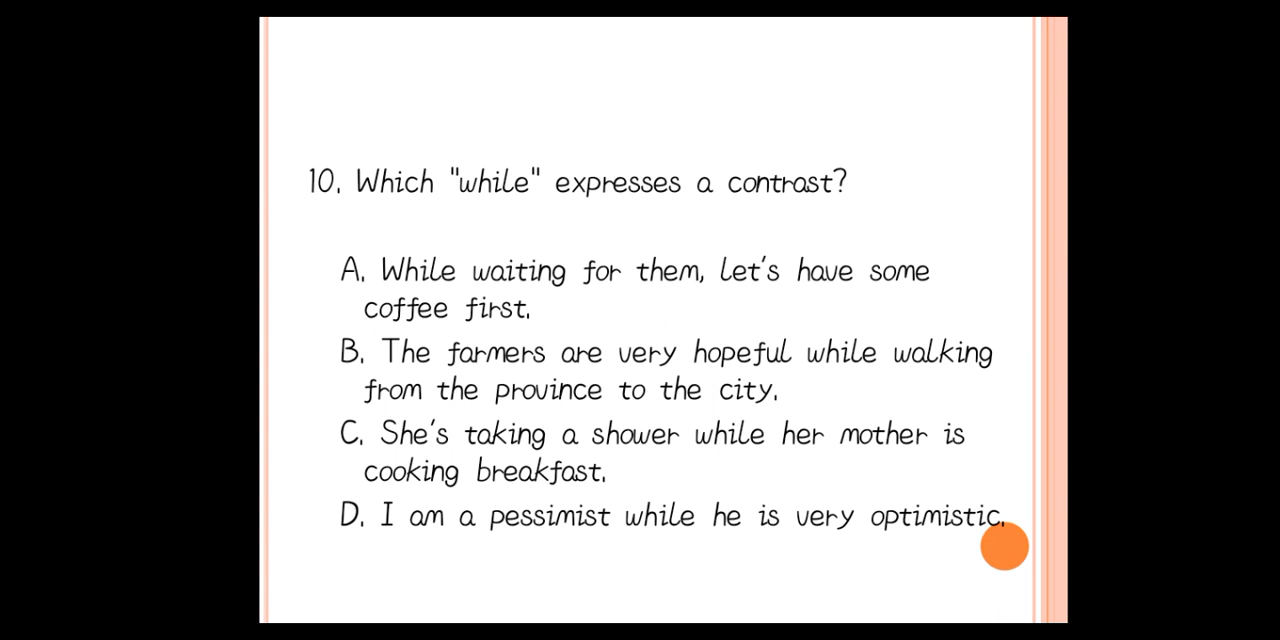 10. Which "while" expresses a contrast?
A. While waiting for them, let's have some
coffee first.
B. The farmers are very hopeful while walking
from the province to the city.
C. She's taking a shower while her mother is
cooking breakfast.
D. I am a pessimist while he is very optimistic.